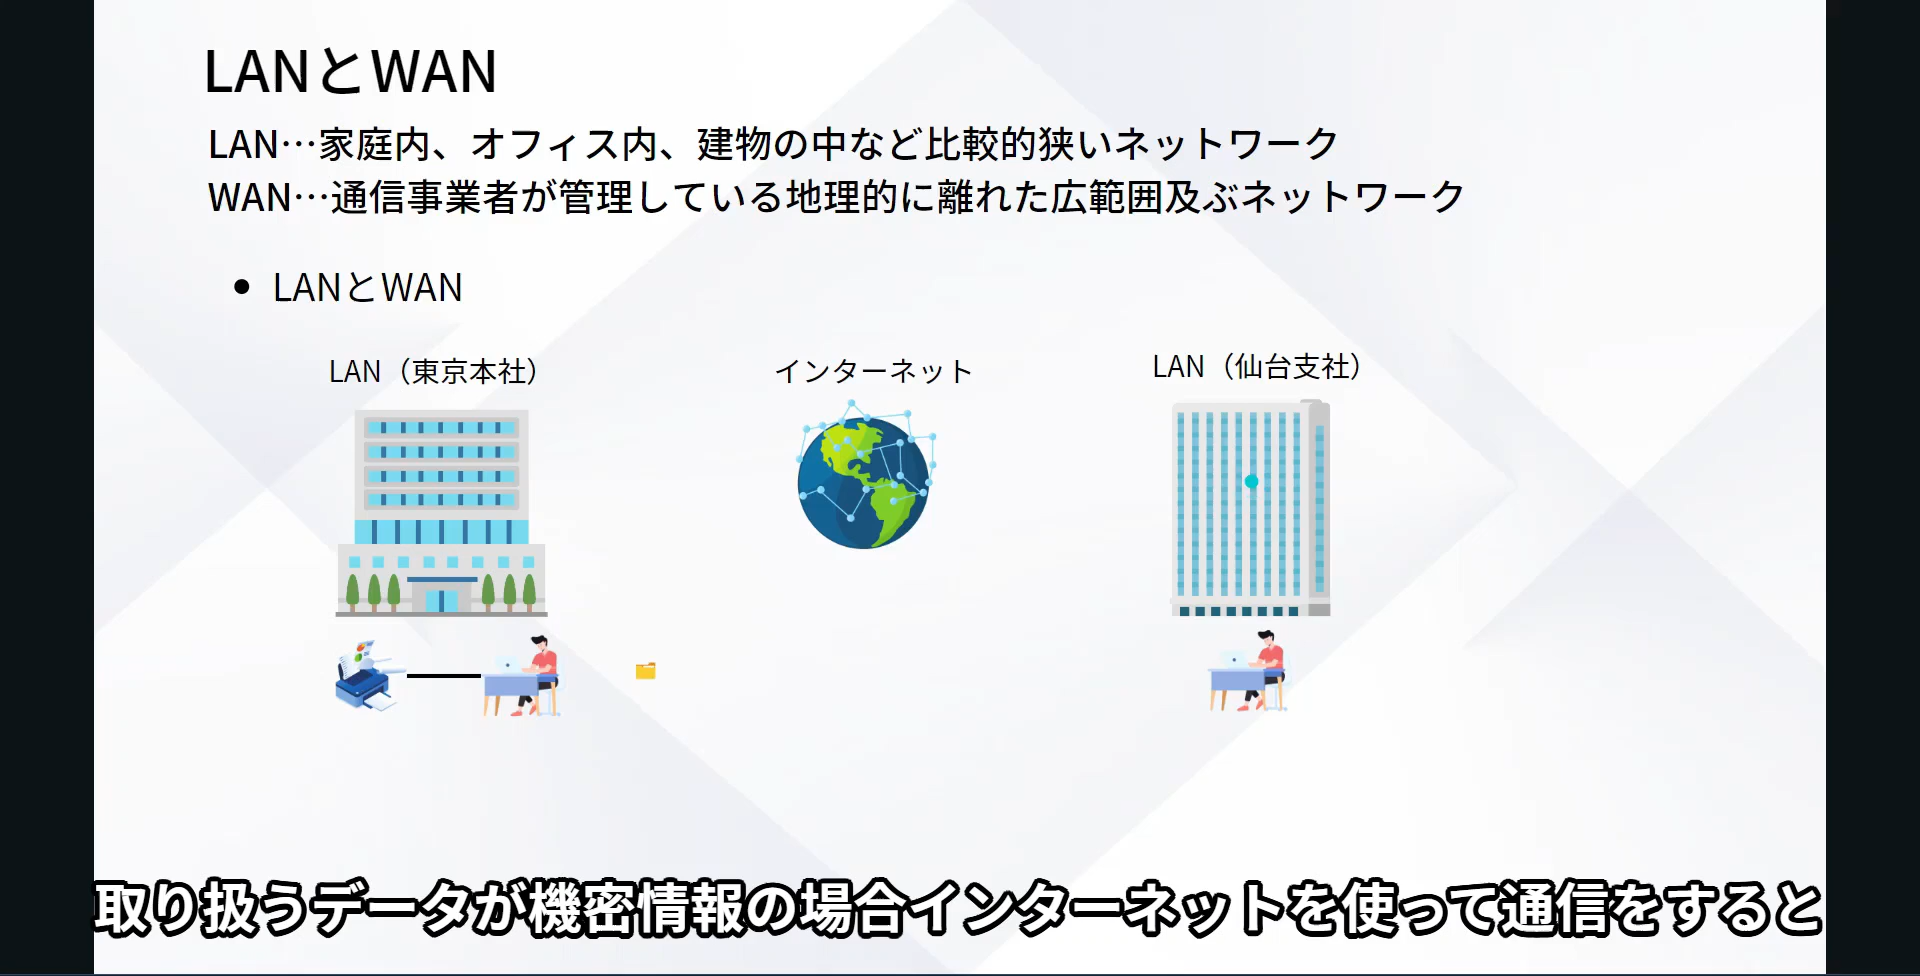 LANとWAN
LAN…家庭内、オフィス内、建物の中など比較的狭いネットワーク
WAN…通信事業者が管理している地理的に離れた広範囲及ぶネットワーク
• LANとWAN
LAN（東京本社）
インターネット
LAN（仙台支社）
取り扱うデータが機密情報の場合インターネットを使って通信をすると